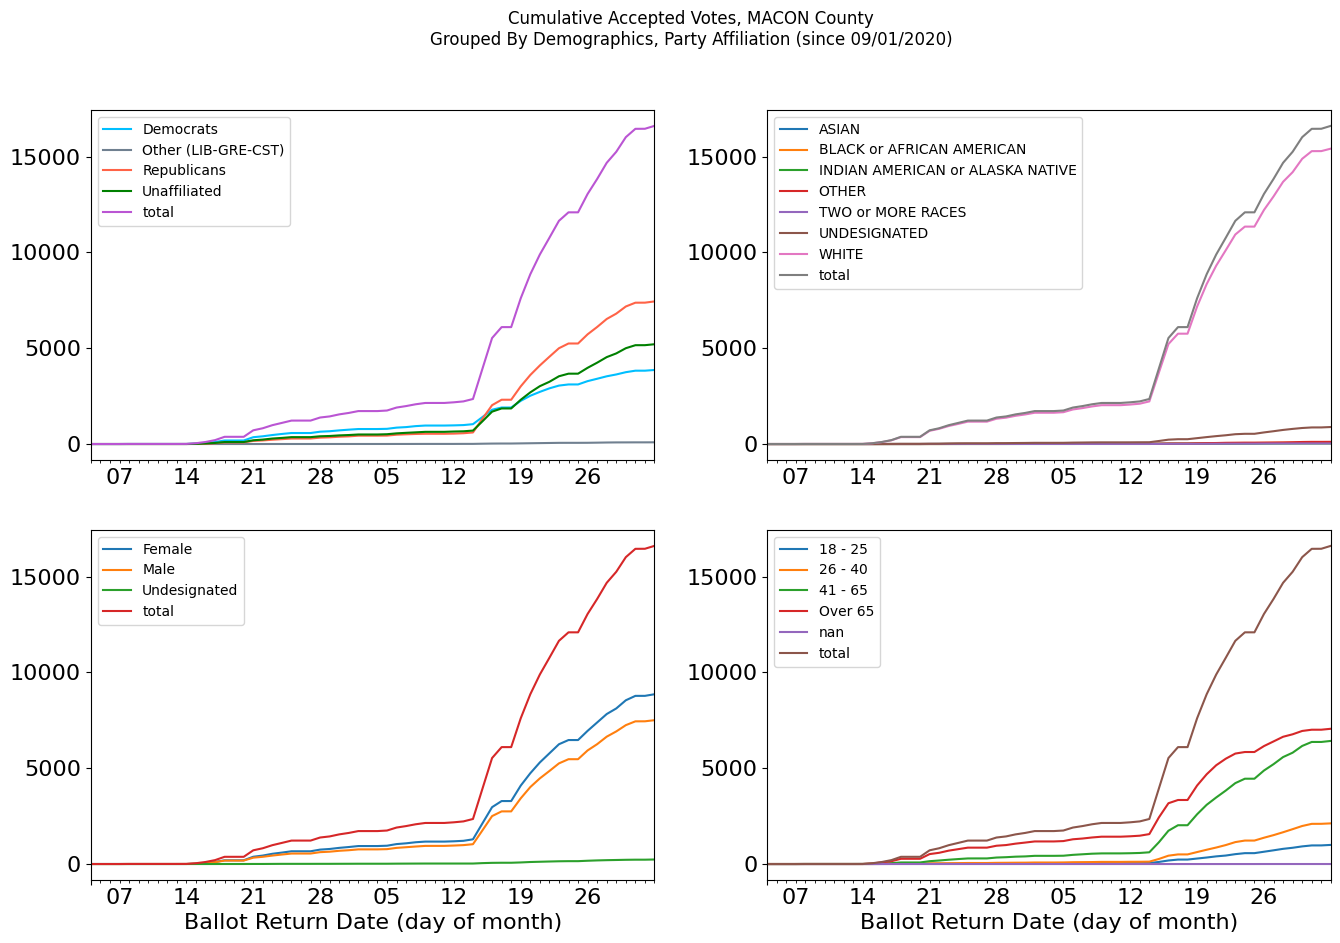 Cumulative Accepted Votes, MACON County
Grouped By Demographics, Party Affiliation (since 09/01/2020)
Democrats
Other (LIB-GRE-CST)
Republicans
Unaffiliated
total
15000
10000
5000
0
07 14 21 28 05 12 19 26
ASIAN
BLACK or AFRICAN AMERICAN
INDIAN AMERICAN or ALASKA NATIVE
OTHER
TWO or MORE RACES
UNDESIGNATED
WHITE
total
15000
10000
5000
0
07 14 21 28 05 12 19 26
Female
Male
Undesignated
total
15000
10000
5000
0
07 14 21 28 05 12 19 26
Ballot Return Date (day of month)
18 - 25
26 - 40
41 - 65
Over 65
nan
total
15000
10000
5000
0
07 14 21 28 05 12 19 26
Ballot Return Date (day of month)